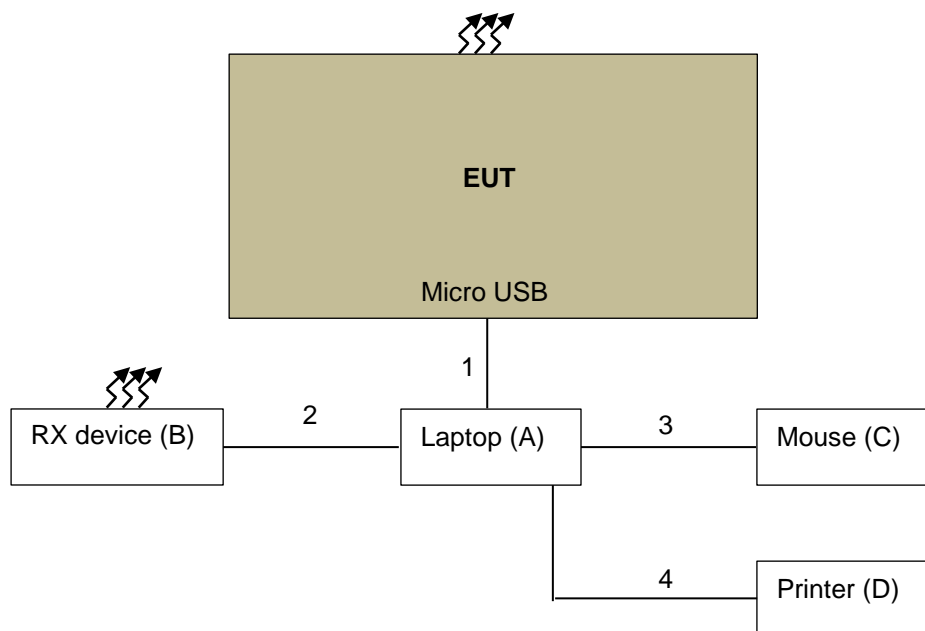 EUT
Micro USB
1
RX device (B)
2
Laptop (A)
3
Mouse (C)
4
Printer (D)